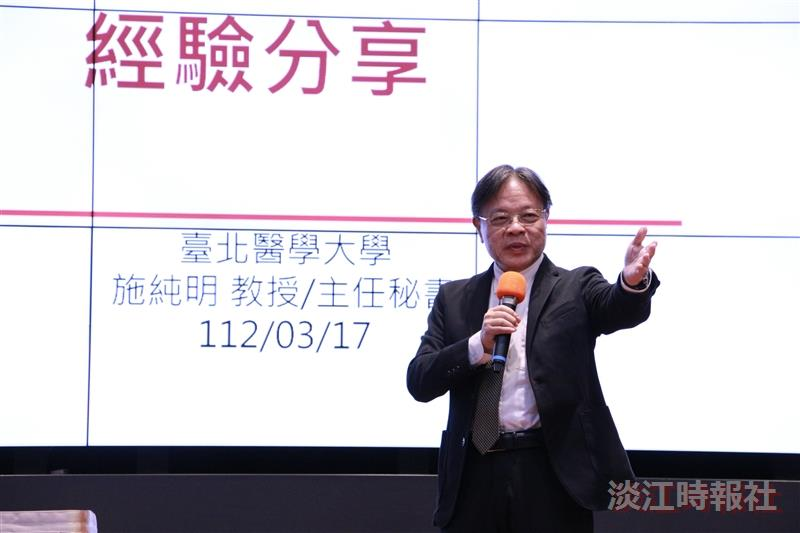 經驗分享
臺北醫學大學
施純明 教授/主任秘書
112/03/17
淡江時報社